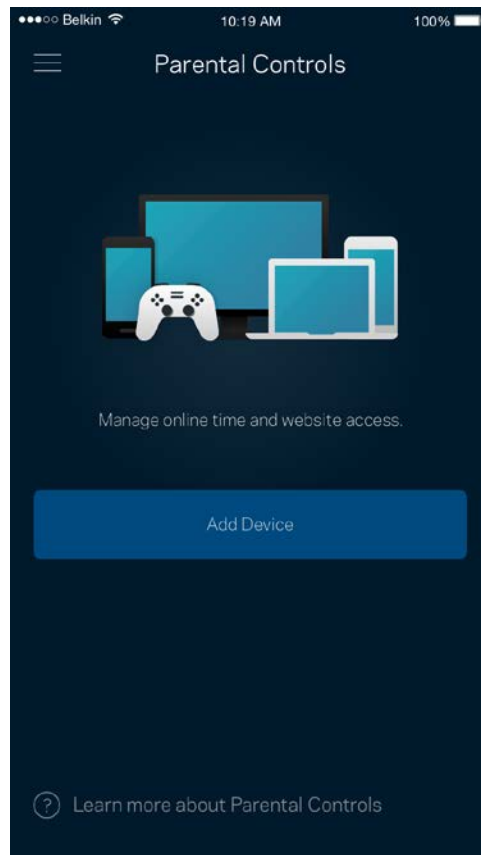 Belkin 10:19 AM 100%
Parental Controls
Manage online time and website access.
Add Device
? Learn more about Parental Controls